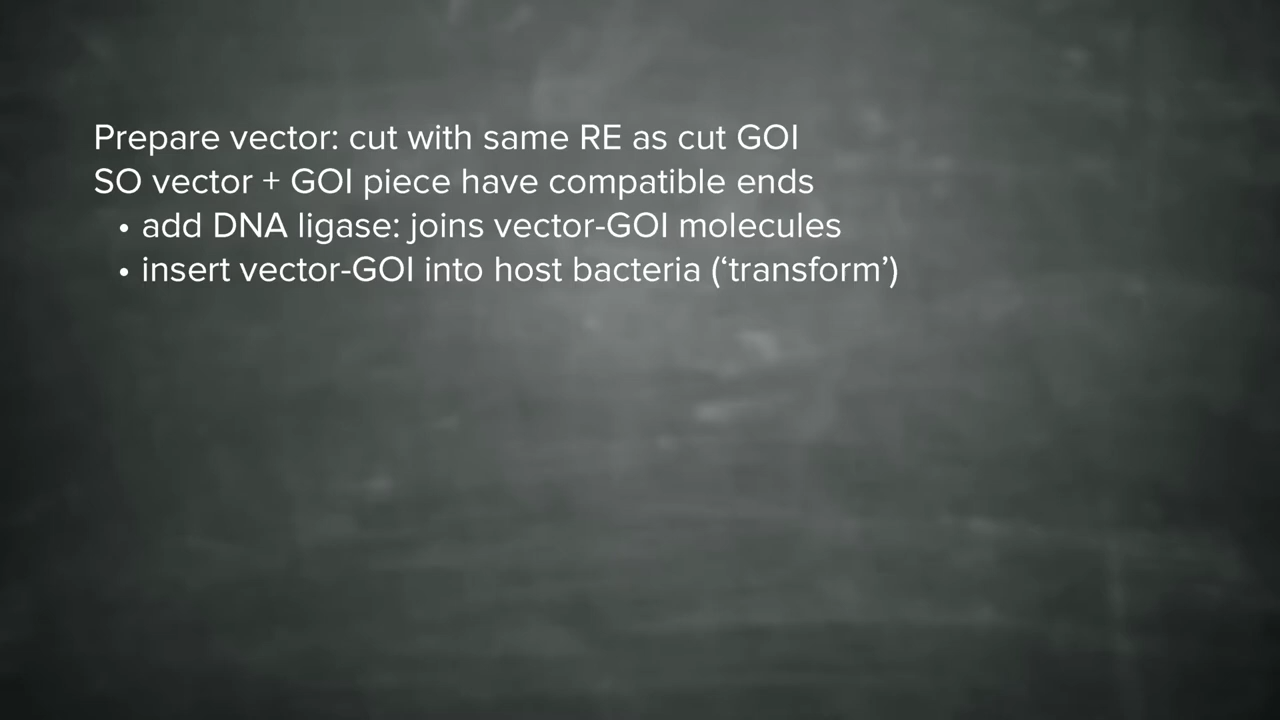 Prepare vector: cut with same RE as cut GOI
SO vector + GOI piece have compatible ends
• add DNA ligase: joins vector-GOI molecules
• insert vector-GOI into host bacteria (‘transform’)